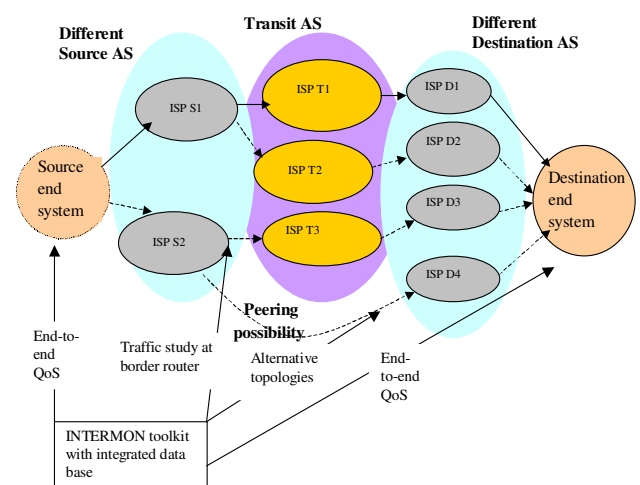 Different
Source AS
Transit AS
Different
Destination AS
ISP S1
ISP T1
ISP D1
ISP D2
ISP T2
Source
end
system
Destination
end
system
ISP D3
ISP S2
ISP T3
ISP D4
Peering
possibility
End-to-
end
QoS
Traffic study at
border router
Alternative
topologies
End-
to-end
QoS
INTERMON toolkit
with integrated data
base